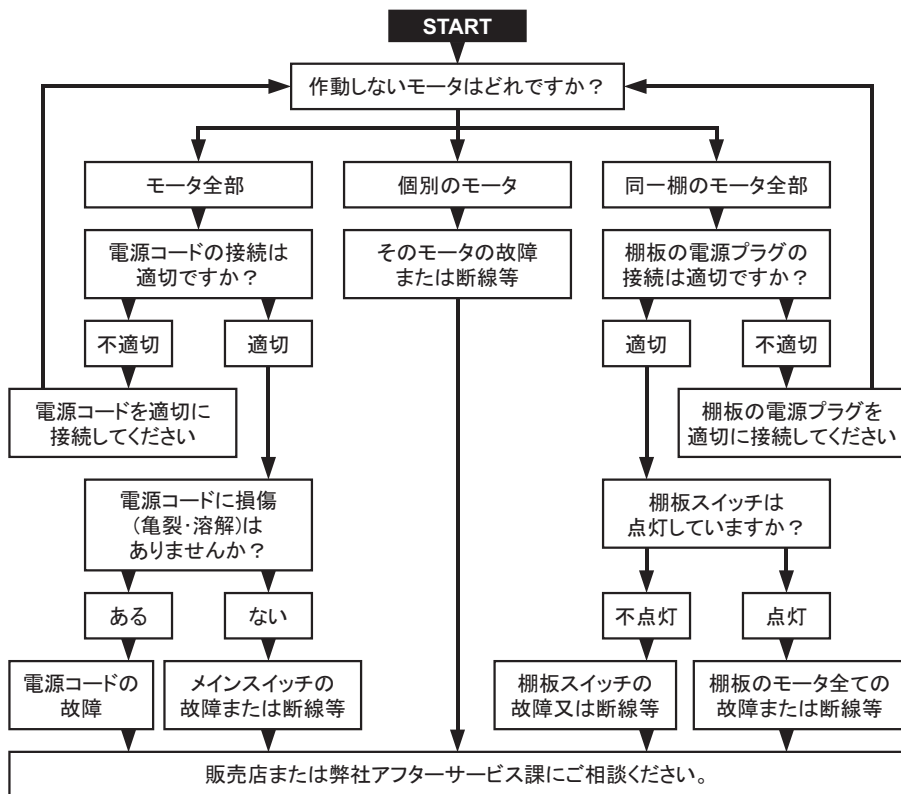 START
作動しないモータはどれですか？
モータ全部
個別のモータ
同一棚のモータ全部
電源コードの接続は
適切ですか？
そのモータの故障
または断線等
棚板の電源プラグの
接続は適切ですか？
不適切
適切
適切
不適切
電源コードを適切に
接続してください
棚板の電源プラグを
適切に接続してください
電源コードに損傷
(亀裂･溶解)は
ありませんか？
棚板スイッチは
点灯していますか？
ある
ない
不点灯
点灯
電源コードの
故障
メインスイッチの
故障または断線等
棚板スイッチの
故障又は断線等
棚板のモータ全ての
故障または断線等
販売店または弊社アフターサービス課にご相談ください。